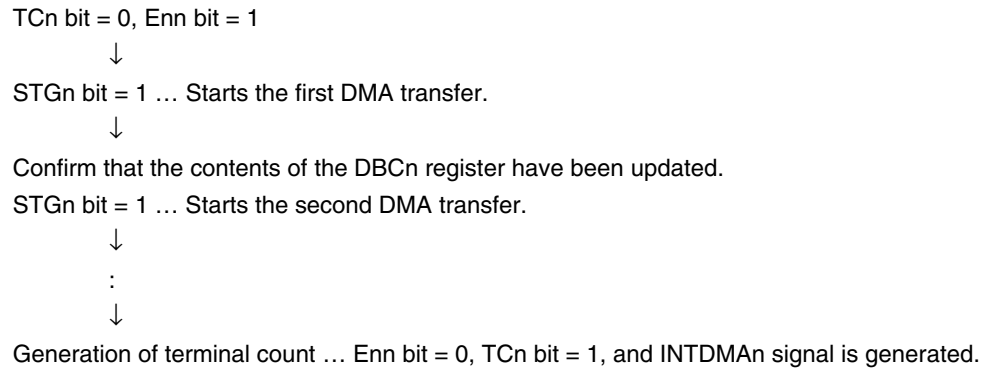 TCn bit = 0, Enn bit = 1
↓
STGn bit = 1 … Starts the first DMA transfer.
↓
Confirm that the contents of the DBCn register have been updated.
STGn bit = 1 … Starts the second DMA transfer.
↓
:
↓
Generation of terminal count … Enn bit = 0, TCn bit = 1, and INTDMAn signal is generated.